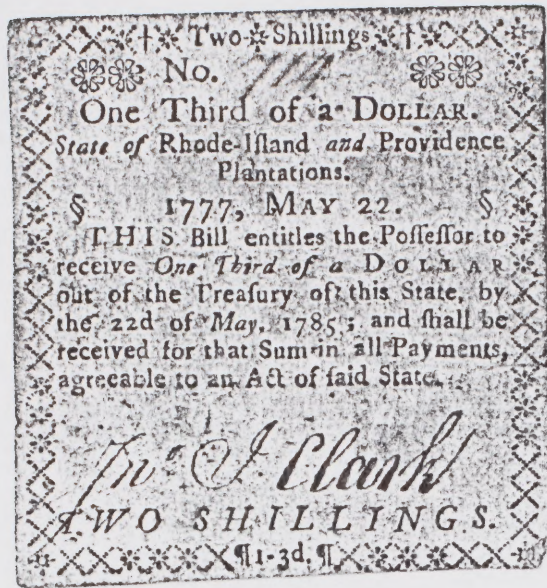 Two Shillings
No.
One Third of a DOLLAR.
State of Rhode-Iſland and Providence
Plantations.
§ 1777, MAY 22. §
THIS Bill entitles the Poſſeſſor to
receive One Third of a DOLLAR
out of the Treaſury of this State, by
the 22d of May, 1785; and ſhall be
received for that Sum in all Payments,
agreeable to an Act of ſaid State.
Jnº J. Clark
TWO SHILLINGS.
¶1-3d.¶